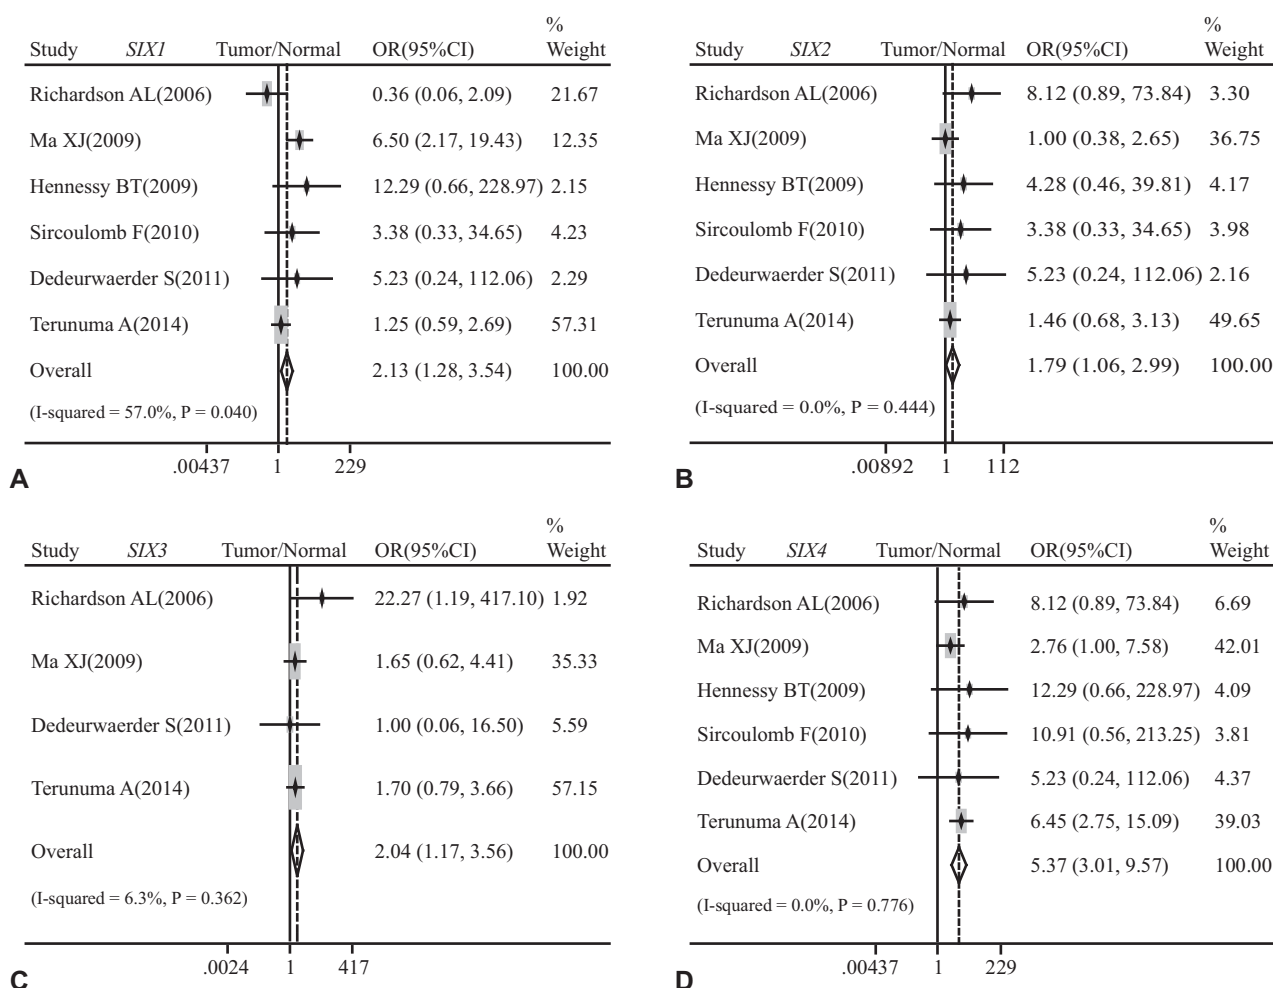 %
Study SIX1 Tumor/Normal OR(95%CI) Weight
Richardson AL(2006) 0.36 (0.06, 2.09) 21.67
Ma XJ(2009) 6.50 (2.17, 19.43) 12.35
Hennessy BT(2009) 12.29 (0.66, 228.97) 2.15
Sircoulomb F(2010) 3.38 (0.33, 34.65) 4.23
Dedeurwaerder S(2011) 5.23 (0.24, 112.06) 2.29
Terunuma A(2014) 1.25 (0.59, 2.69) 57.31
Overall 2.13 (1.28, 3.54) 100.00
(I-squared = 57.0%, P = 0.040)
.00437 1 229
A
%
Study SIX2 Tumor/Normal OR(95%CI) Weight
Richardson AL(2006) 8.12 (0.89, 73.84) 3.30
Ma XJ(2009) 1.00 (0.38, 2.65) 36.75
Hennessy BT(2009) 4.28 (0.46, 39.81) 4.17
Sircoulomb F(2010) 3.38 (0.33, 34.65) 3.98
Dedeurwaerder S(2011) 5.23 (0.24, 112.06) 2.16
Terunuma A(2014) 1.46 (0.68, 3.13) 49.65
Overall 1.79 (1.06, 2.99) 100.00
(I-squared = 0.0%, P = 0.444)
.00892 1 112
B
%
Study SIX3 Tumor/Normal OR(95%CI) Weight
Richardson AL(2006) 22.27 (1.19, 417.10) 1.92
Ma XJ(2009) 1.65 (0.62, 4.41) 35.33
Dedeurwaerder S(2011) 1.00 (0.06, 16.50) 5.59
Terunuma A(2014) 1.70 (0.79, 3.66) 57.15
Overall 2.04 (1.17, 3.56) 100.00
(I-squared = 6.3%, P = 0.362)
.0024 1 417
C
%
Study SIX4 Tumor/Normal OR(95%CI) Weight
Richardson AL(2006) 8.12 (0.89, 73.84) 6.69
Ma XJ(2009) 2.76 (1.00, 7.58) 42.01
Hennessy BT(2009) 12.29 (0.66, 228.97) 4.09
Sircoulomb F(2010) 10.91 (0.56, 213.25) 3.81
Dedeurwaerder S(2011) 5.23 (0.24, 112.06) 4.37
Terunuma A(2014) 6.45 (2.75, 15.09) 39.03
Overall 5.37 (3.01, 9.57) 100.00
(I-squared = 0.0%, P = 0.776)
.00437 1 229
D